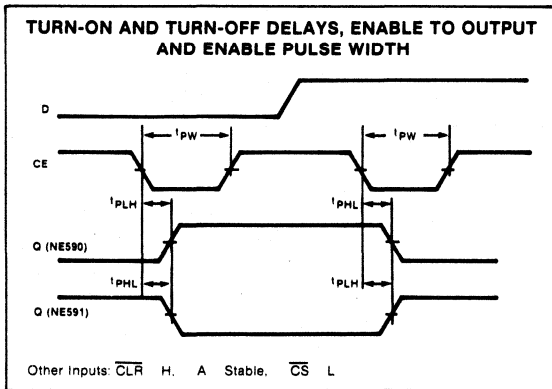 TURN-ON AND TURN-OFF DELAYS, ENABLE TO OUTPUT
AND ENABLE PULSE WIDTH
D
tPW tPW
CE
tPLH tPHL
Q (NE590)
tPHL tPLH
Q (NE591)
Other Inputs: CLR H, A Stable, CS L